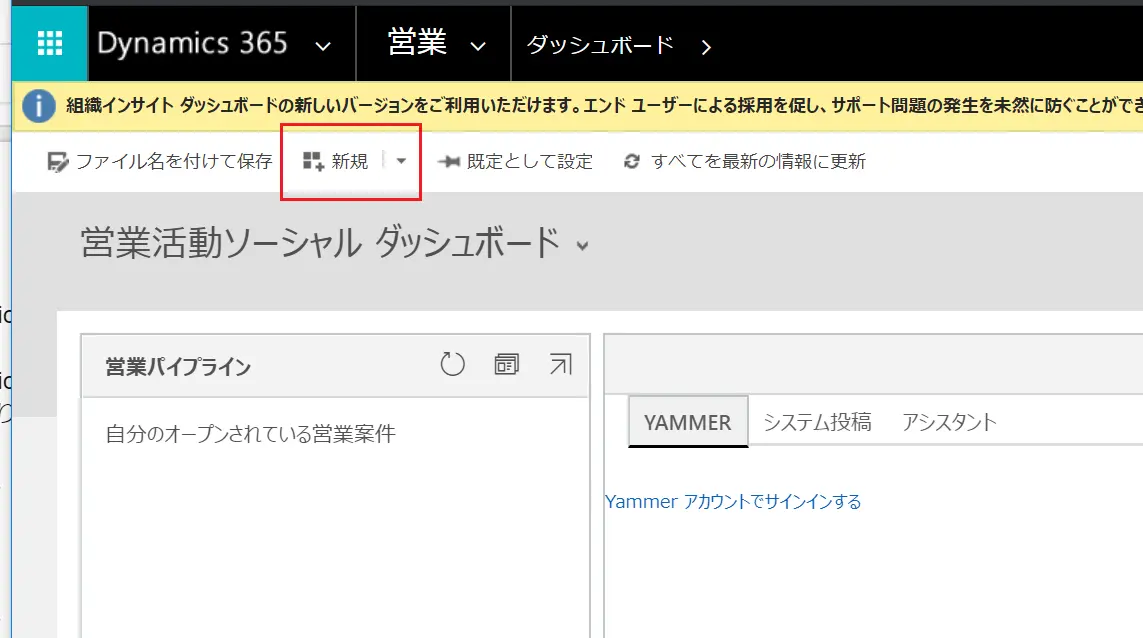 Dynamics 365 営業 ダッシュボード
組織インサイト ダッシュボードの新しいバージョンをご利用いただけます。エンド ユーザーによる採用を促し、サポート問題の発生を未然に防ぐことができ
ファイル名を付けて保存 新規 既定として設定 すべてを最新の情報に更新
営業活動ソーシャル ダッシュボード
営業パイプライン
自分のオープンされている営業案件
YAMMER システム投稿 アシスタント
Yammer アカウントでサインインする